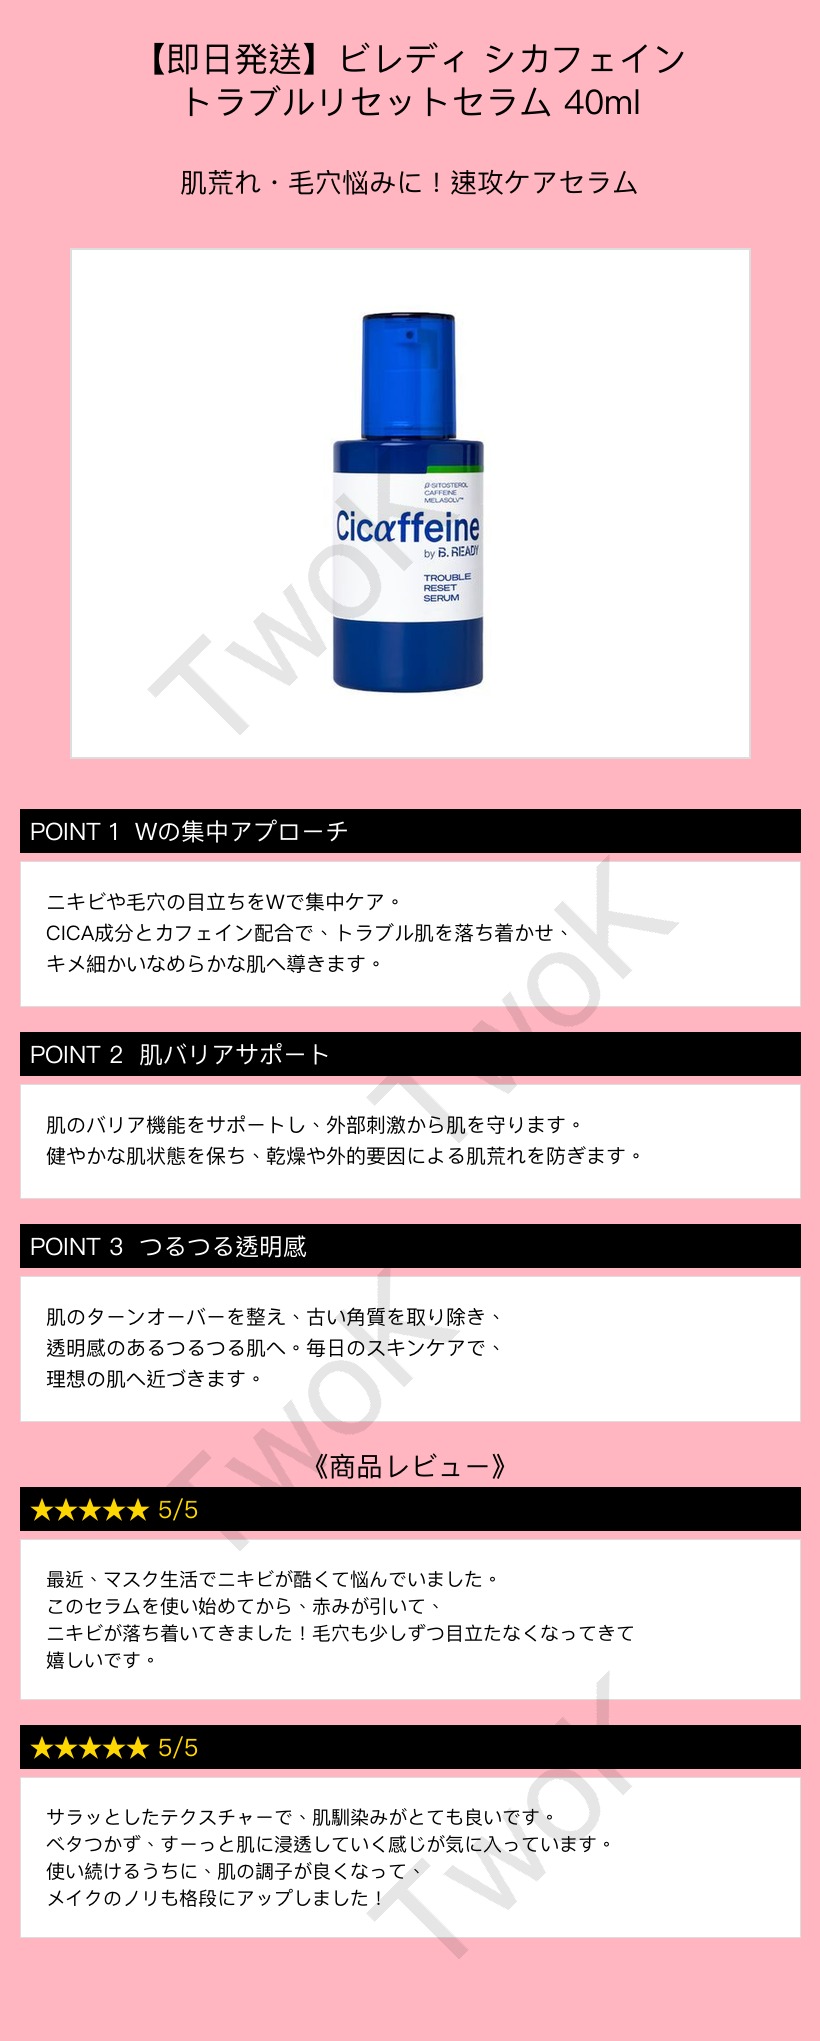 【即日発送】ビレディ シカフェイン
トラブルリセットセラム 40ml
肌荒れ・毛穴悩みに！速攻ケアセラム
β-SITOSTEROL
CAFFEINE
MELASOLV™
Cicαffeine
by B. READY
TROUBLE
RESET
SERUM
TwoK
POINT 1 Wの集中アプローチ
ニキビや毛穴の目立ちをWで集中ケア。
CICA成分とカフェイン配合で、トラブル肌を落ち着かせ、
キメ細かいなめらかな肌へ導きます。
TwoK
POINT 2 肌バリアサポート
肌のバリア機能をサポートし、外部刺激から肌を守ります。
健やかな肌状態を保ち、乾燥や外的要因による肌荒れを防ぎます。
POINT 3 つるつる透明感
肌のターンオーバーを整え、古い角質を取り除き、
透明感のあるつるつる肌へ。毎日のスキンケアで、
理想の肌へ近づきます。
TwoK
《商品レビュー》
★★★★★ 5/5
最近、マスク生活でニキビが酷くて悩んでいました。
このセラムを使い始めてから、赤みが引いて、
ニキビが落ち着いてきました！毛穴も少しずつ目立たなくなってきて
嬉しいです。
★★★★★ 5/5
サラッとしたテクスチャーで、肌馴染みがとても良いです。
ベタつかず、すーっと肌に浸透していく感じが気に入っています。
使い続けるうちに、肌の調子が良くなって、
メイクのノリも格段にアップしました！
TwoK